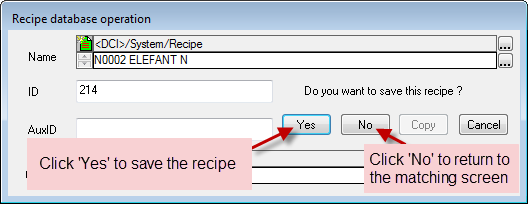 Recipe database operation
<DCI>/System/Recipe
...
Name
N0002 ELEFANT N
...
ID
214
Do you want to save this recipe ?
AuxID
Yes
No
Copy
Cancel
Click 'Yes' to save the recipe
Click 'No' to return to
the matching screen